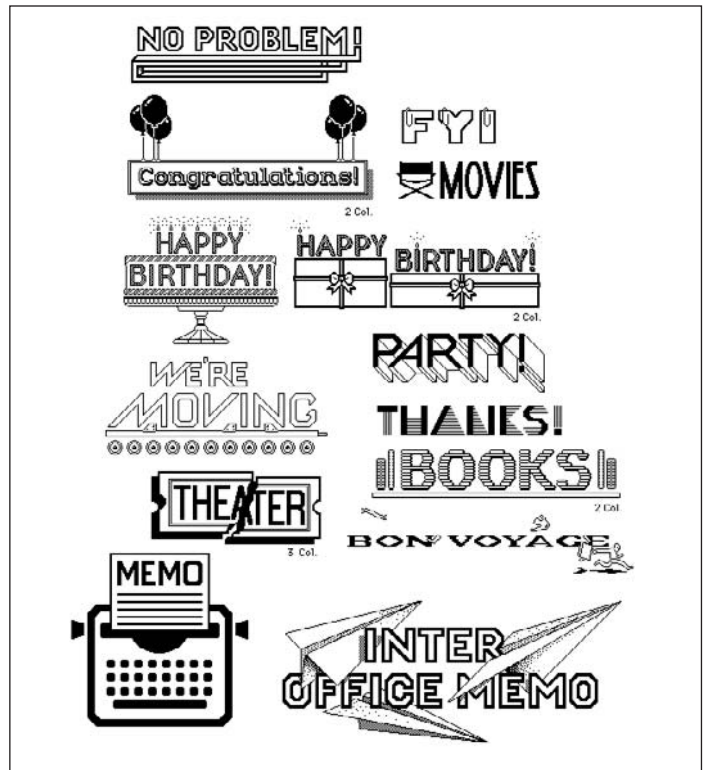 NO PROBLEM!
FYI
Congratulations!
MOVIES
2 Col.
HAPPY
BIRTHDAY!
HAPPY
BIRTHDAY!
2 Col.
PARTY!
WE'RE
MOVING
THANKS!
BOOKS
2 Col.
THEATER
3 Col.
BON VOYAGE
MEMO
INTER
OFFICE MEMO